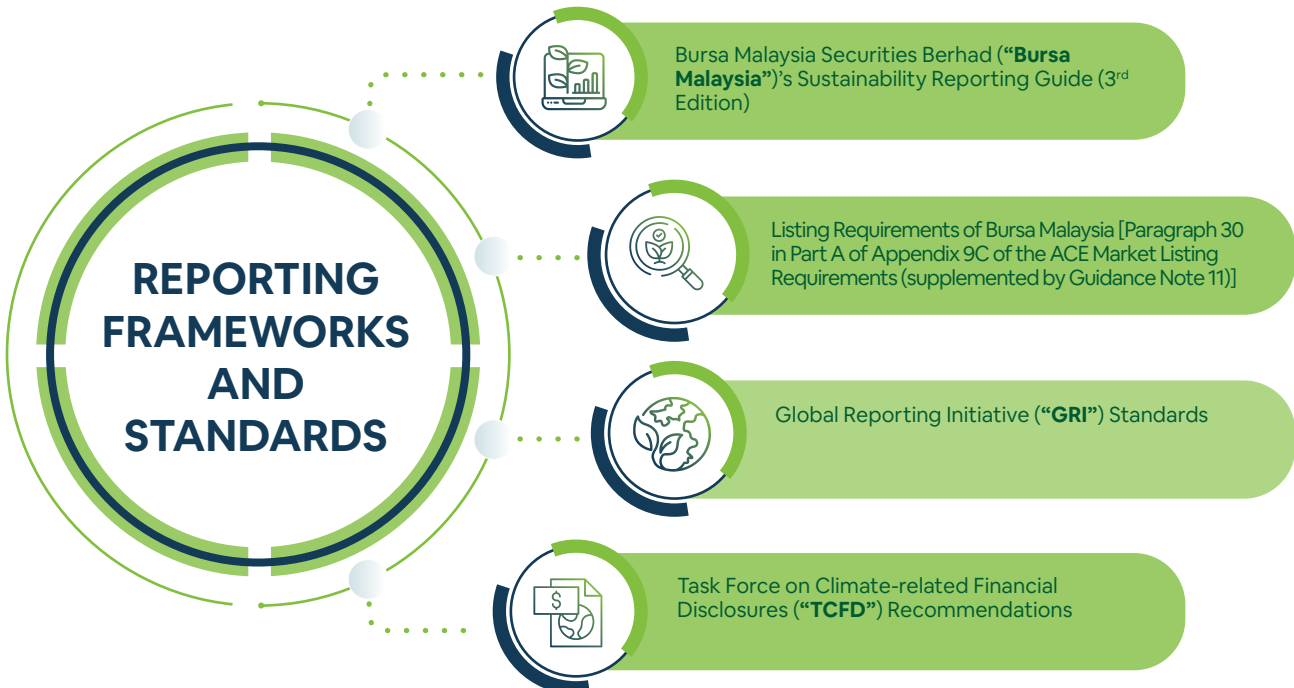 REPORTING
FRAMEWORKS
AND
STANDARDS
Bursa Malaysia Securities Berhad (“Bursa
Malaysia”)’s Sustainability Reporting Guide (3rd
Edition)
Listing Requirements of Bursa Malaysia [Paragraph 30
in Part A of Appendix 9C of the ACE Market Listing
Requirements (supplemented by Guidance Note 11)]
Global Reporting Initiative (“GRI”) Standards
$
Task Force on Climate-related Financial
Disclosures (“TCFD”) Recommendations